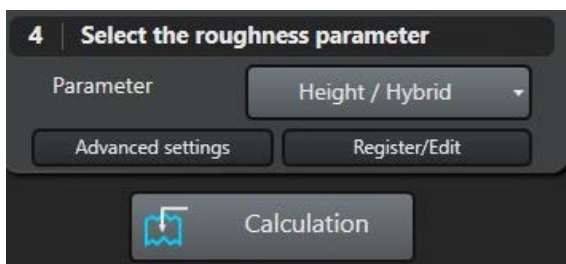 4 Select the roughness parameter
Parameter Height / Hybrid
Advanced settings Register/Edit
Calculation